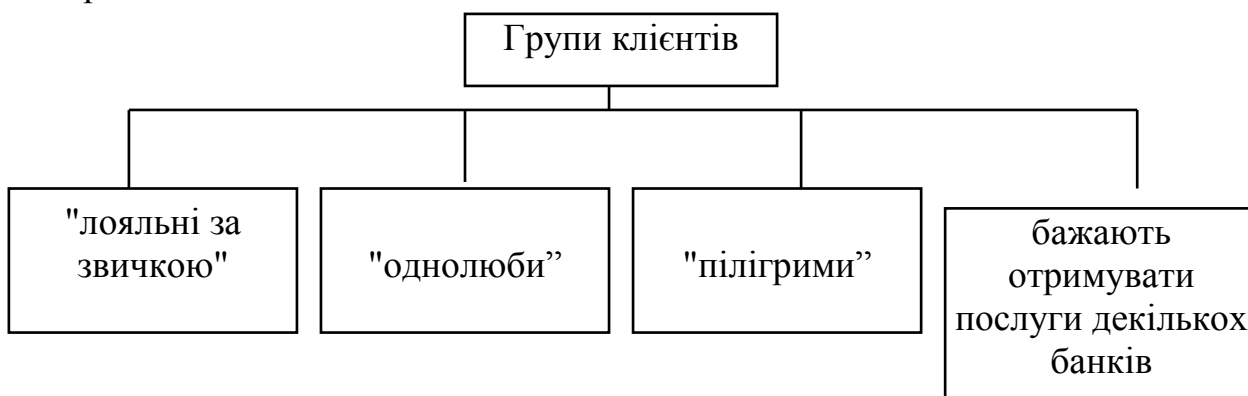 Групи клієнтів
"лояльні за
звичкою"
"однолюби”
"пілігрими”
бажають
отримувати
послуги декількох
банків